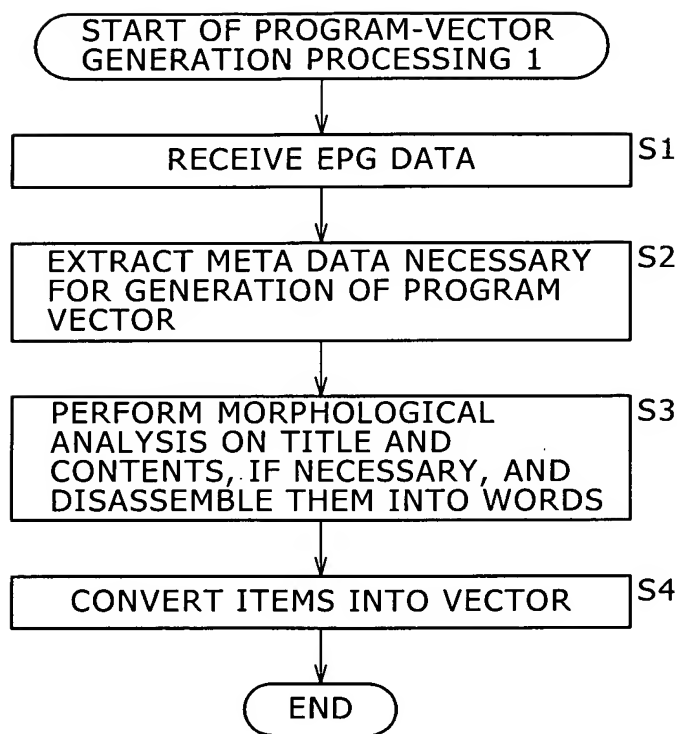 START OF PROGRAM-VECTOR
GENERATION PROCESSING 1
RECEIVE EPG DATA
S1
EXTRACT META DATA NECESSARY
FOR GENERATION OF PROGRAM
VECTOR
S2
PERFORM MORPHOLOGICAL
ANALYSIS ON TITLE AND
CONTENTS, IF NECESSARY, AND
DISASSEMBLE THEM INTO WORDS
S3
CONVERT ITEMS INTO VECTOR
S4
END